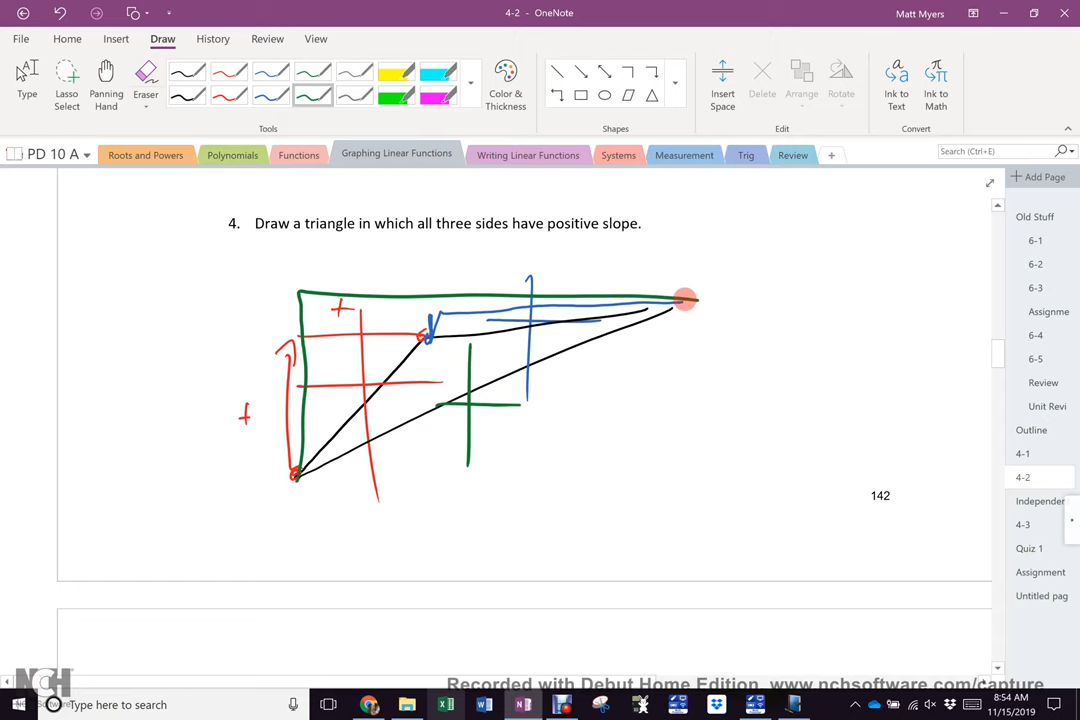 4-2 - OneNote
Matt Myers
File Home Insert Draw History Review View
Type
Lasso Select
Panning Hand
Eraser
Color & Thickness
Insert Space
Delete
Arrange
Rotate
Ink to Text
Ink to Math
Tools
Shapes
Edit
Convert
PD 10 A
Roots and Powers
Polynomials
Functions
Graphing Linear Functions
Writing Linear Functions
Systems
Measurement
Trig
Review
+
Search (Ctrl+E)
Add Page
Old Stuff
6-1
6-2
6-3
Assignme
6-4
6-5
Review
Unit Revi
Outline
4-1
4-2
Independen
4-3
Quiz 1
Assignment
Untitled pag
4. Draw a triangle in which all three sides have positive slope.
+
+
142
NCH
Recorded with Debut Home Edition www.nchsoftware.com/capture
Type here to search
8:54 AM
11/15/2019